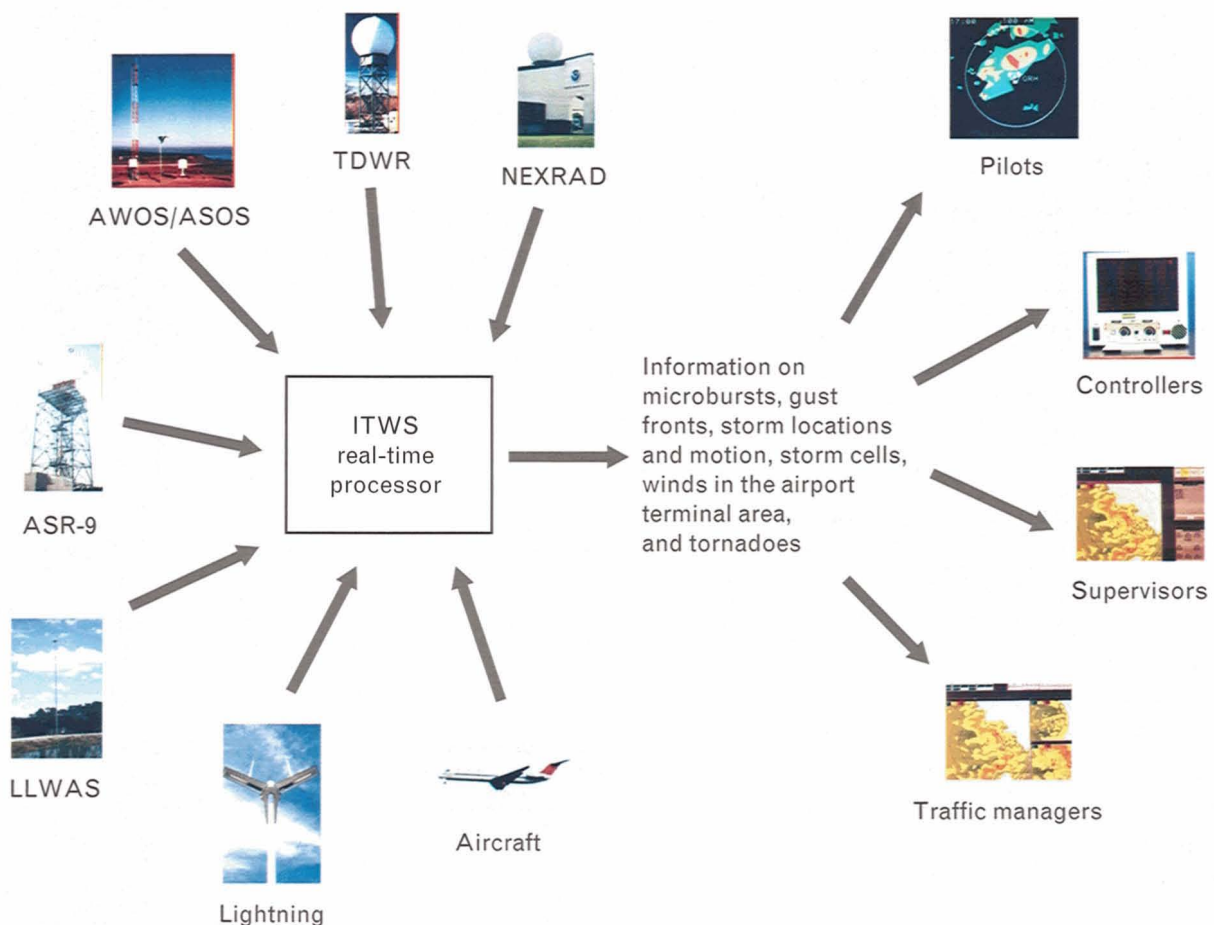 TDWR
NEXRAD
AWOS/ASOS
Pilots
ASR-9
ITWS
real-time
processor
Information on
microbursts, gust
fronts, storm locations
and motion, storm cells,
winds in the airport
terminal area,
and tornadoes
Controllers
Supervisors
LLWAS
Lightning
Aircraft
Traffic managers